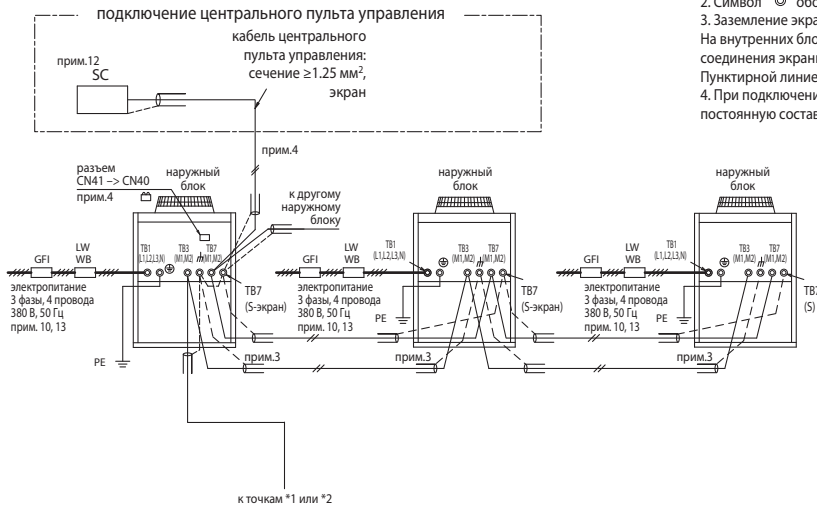 подключение центрального пульта управления
прим.12
SC
кабель центрального
пульта управления:
сечение ≥1.25 мм²,
экран
2. Символ
3. Заземление
На внутренних
соединения
Пунктирной
4. При
постоянную
прим.4
разъем
CN41 –> CN40
прим.4
наружный
блок
к другому
наружному
блоку
наружный
блок
наружный
блок
GFI
LW
WB
TB1
(L1,L2,L3,N)
TB3
(M1,M2)
TB7
(M1,M2)
GFI
LW
WB
TB1
(L1,L2,L3,N)
TB3
(M1,M2)
TB7
(M1,M2)
GFI
LW
WB
TB1
(L1,L2,L3,N)
TB3
(M1,M2)
TB7
(M1,M2)
электропитание
3 фазы, 4 провода
380 В, 50 Гц
прим. 10, 13
PE
TB7
(S-экран)
электропитание
3 фазы, 4 провода
380 В, 50 Гц
прим. 10, 13
PE
TB7
(S-экран)
электропитание
3 фазы, 4 провода
380 В, 50 Гц
прим. 10, 13
PE
TB7
(S)
прим.3
прим.3
прим.3
к точкам *1 или *2